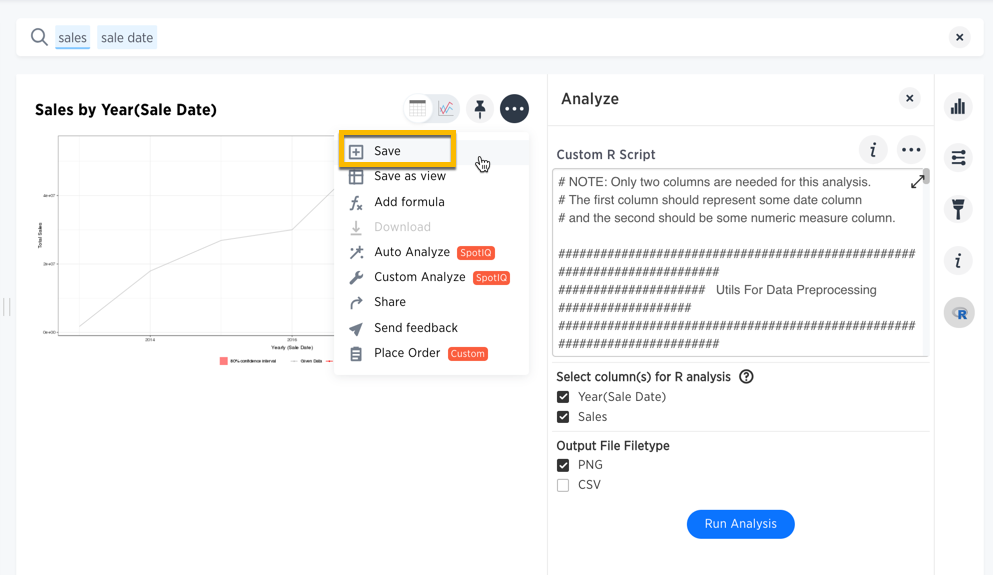 sales sale date
Sales by Year(Sale Date)
Total Sales
4e+07
2e+07
0e+00
2014
2016
Yearly (Sale Date)
80% confidence interval
Given Data
Save
Save as view
Add formula
Download
Auto Analyze SpotIQ
Custom Analyze SpotIQ
Share
Send feedback
Place Order Custom
Analyze
Custom R Script
# NOTE: Only two columns are needed for this analysis.
# The first column should represent some date column
# and the second should be some numeric measure column.
###################################################
#######################
##################### Utils For Data Preprocessing
###################
###################################################
#######################
Select column(s) for R analysis
Year(Sale Date)
Sales
Output File Filetype
PNG
CSV
Run Analysis
R